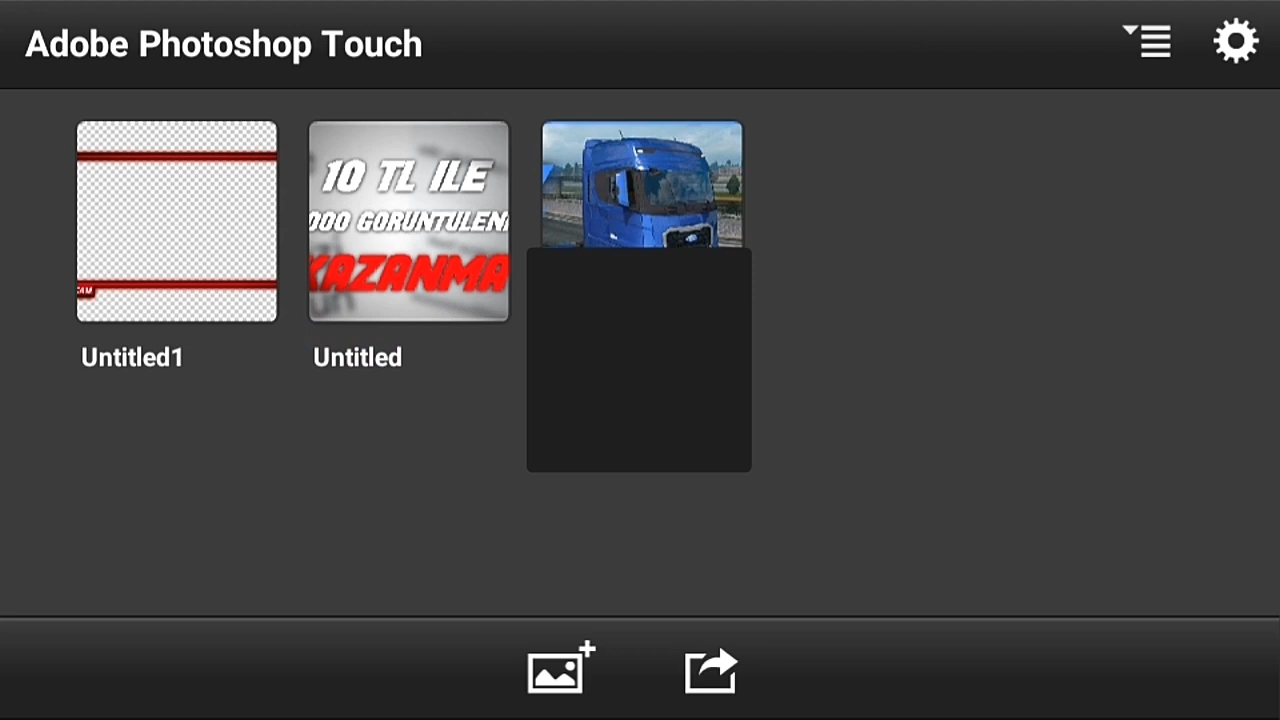 Adobe Photoshop Touch
10 TL ILE
000 GORUNTULEN
KAZANMA
Untitled1
Untitled